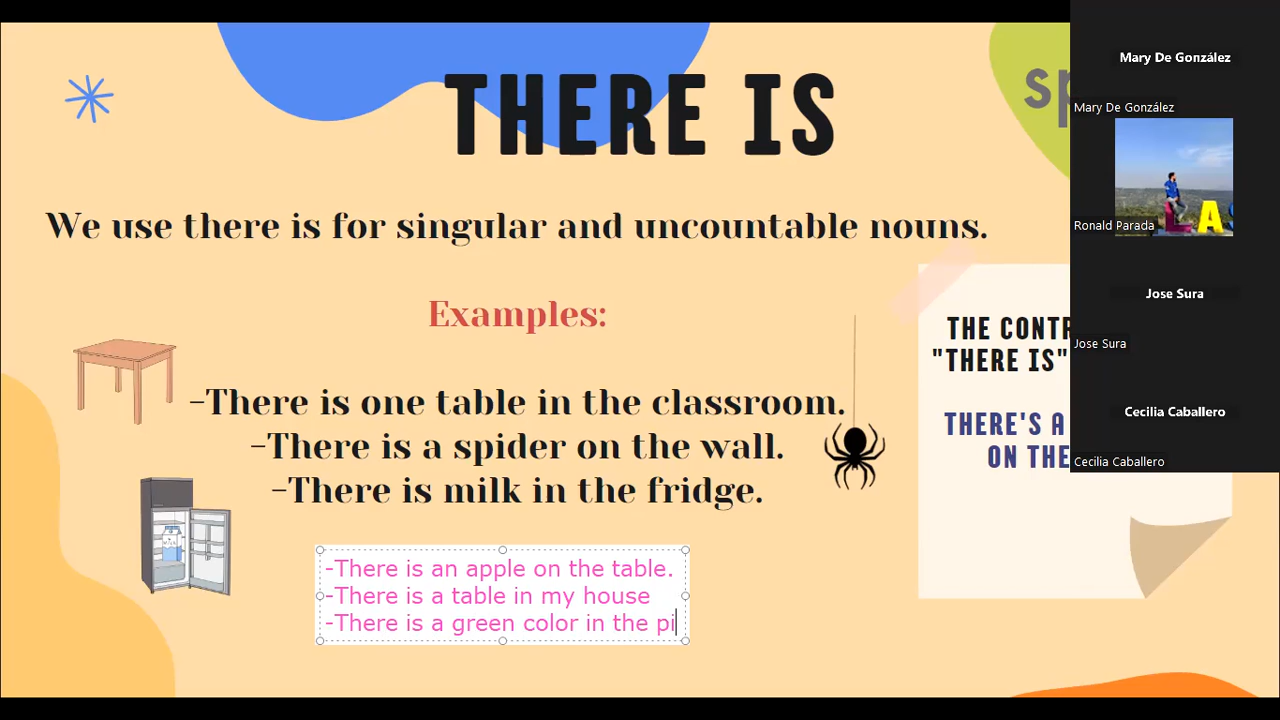 THERE IS
sp
We use there is for singular and uncountable nouns.
Examples:
-There is one table in the classroom.
-There is a spider on the wall.
-There is milk in the fridge.
-There is an apple on the table.
-There is a table in my house
-There is a green color in the pi
THE CONTR
"THERE IS"
THERE'S A
ON THE
Mary De González
Mary De González
LA
Ronald Parada
Jose Sura
Jose Sura
Cecilia Caballero
Cecilia Caballero